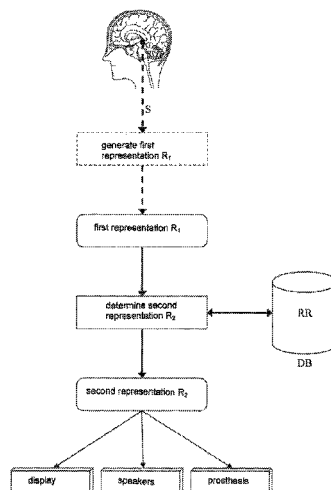 S
generate first
representation R₁
first representation R₁
determine second
representation R₂
RR
DB
second representation R₂
display
speakers
prosthesis